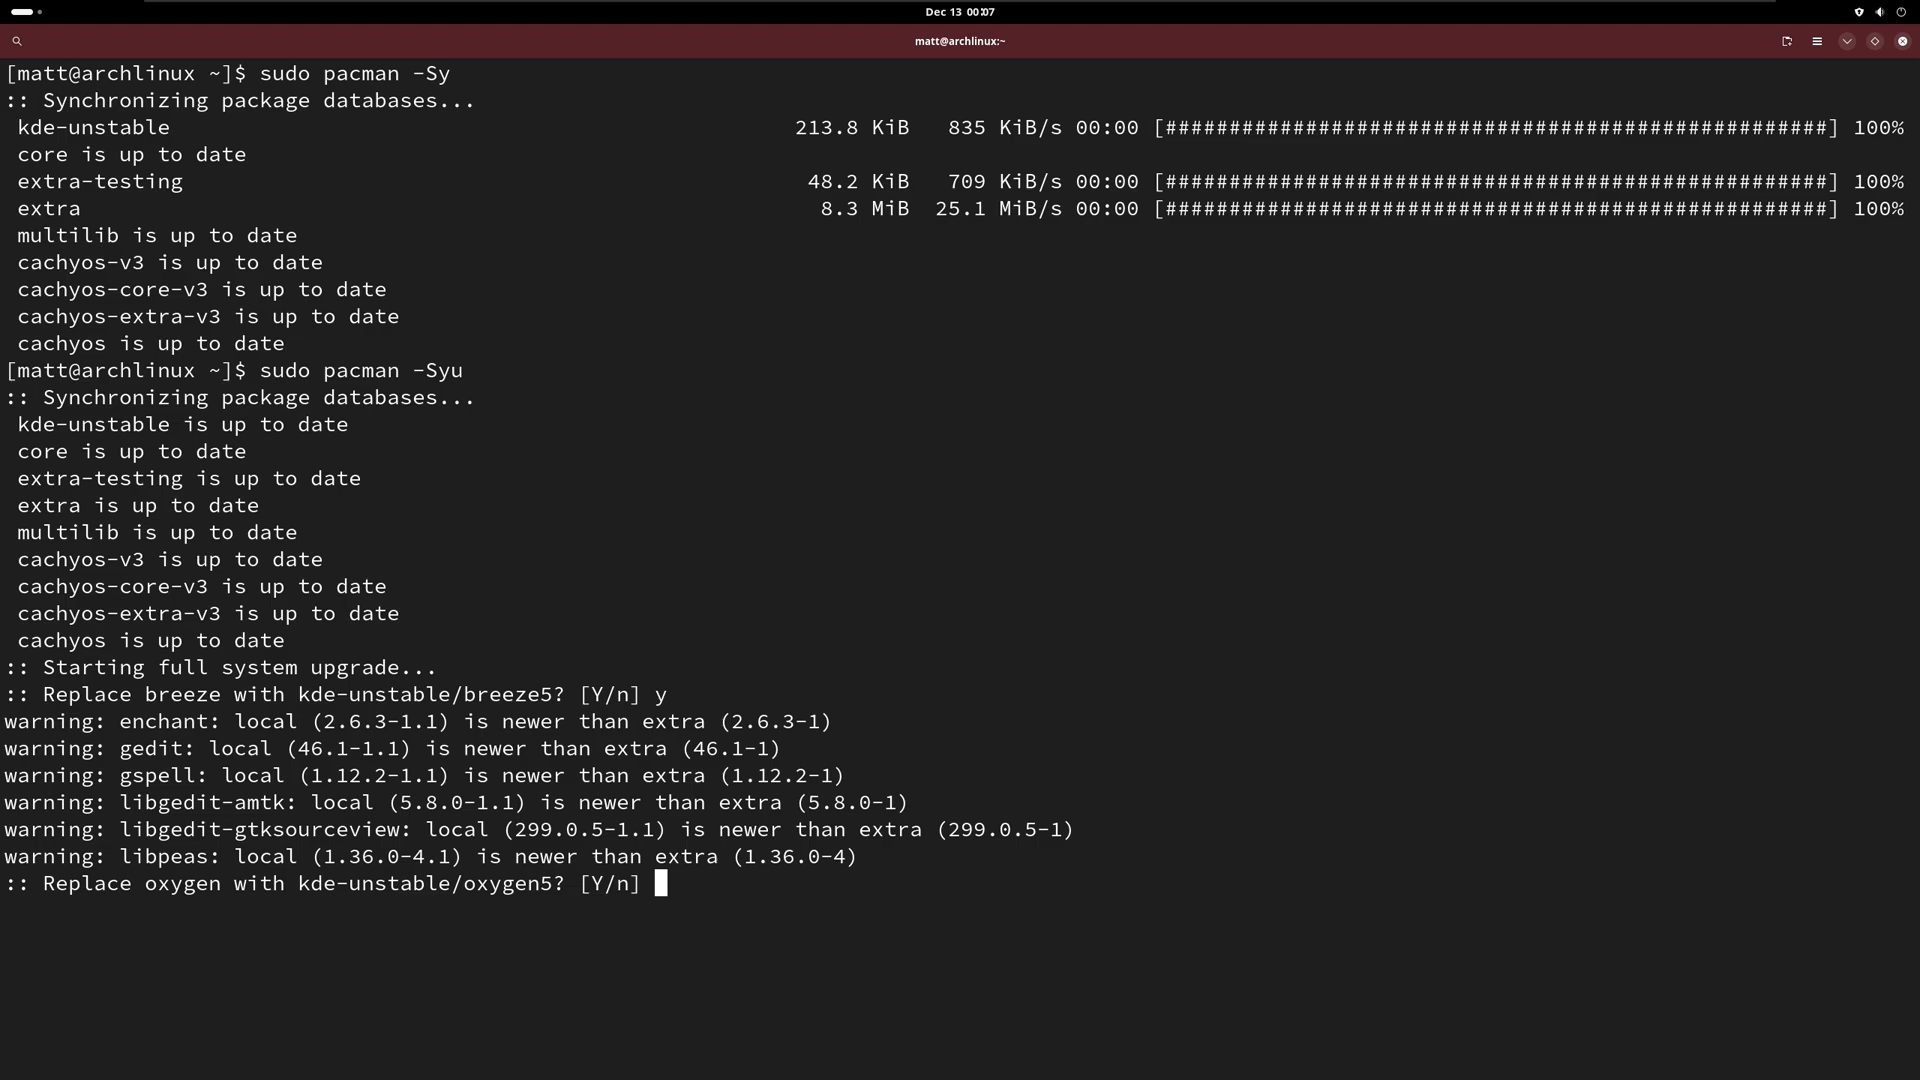 Dec 13 00:07
matt@archlinux:~
[matt@archlinux ~]$ sudo pacman -Sy
:: Synchronizing package databases...
kde-unstable 213.8 KiB 835 KiB/s 00:00 [####################################################] 100%
core is up to date
extra-testing 48.2 KiB 709 KiB/s 00:00 [####################################################] 100%
extra 8.3 MiB 25.1 MiB/s 00:00 [####################################################] 100%
multilib is up to date
cachyos-v3 is up to date
cachyos-core-v3 is up to date
cachyos-extra-v3 is up to date
cachyos is up to date
[matt@archlinux ~]$ sudo pacman -Syu
:: Synchronizing package databases...
kde-unstable is up to date
core is up to date
extra-testing is up to date
extra is up to date
multilib is up to date
cachyos-v3 is up to date
cachyos-core-v3 is up to date
cachyos-extra-v3 is up to date
cachyos is up to date
:: Starting full system upgrade...
:: Replace breeze with kde-unstable/breeze5? [Y/n] y
warning: enchant: local (2.6.3-1.1) is newer than extra (2.6.3-1)
warning: gedit: local (46.1-1.1) is newer than extra (46.1-1)
warning: gspell: local (1.12.2-1.1) is newer than extra (1.12.2-1)
warning: libgedit-amtk: local (5.8.0-1.1) is newer than extra (5.8.0-1)
warning: libgedit-gtksourceview: local (299.0.5-1.1) is newer than extra (299.0.5-1)
warning: libpeas: local (1.36.0-4.1) is newer than extra (1.36.0-4)
:: Replace oxygen with kde-unstable/oxygen5? [Y/n]